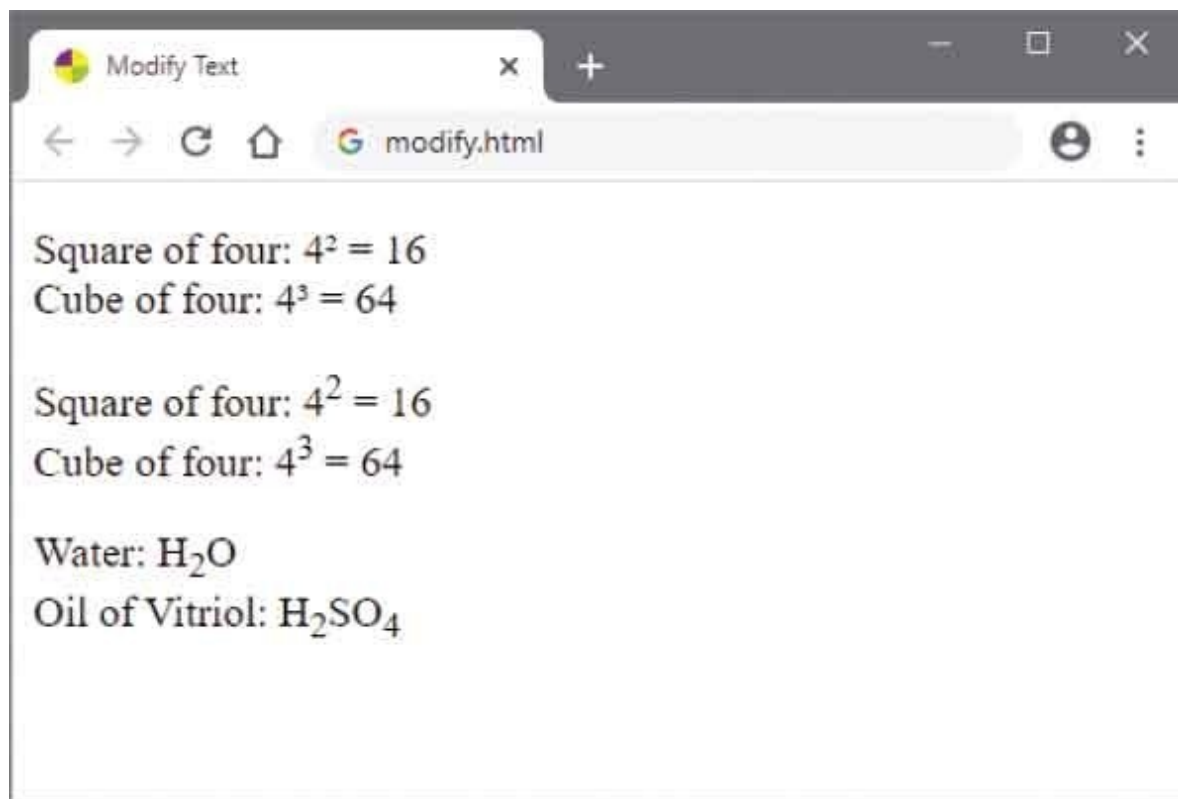 Modify Text
modify.html
Square of four: 4² = 16
Cube of four: 4³ = 64
Square of four: 4² = 16
Cube of four: 4³ = 64
Water: H₂O
Oil of Vitriol: H₂SO₄